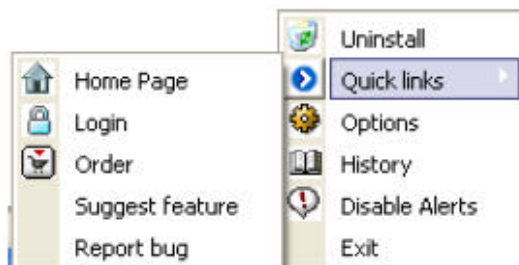 Uninstall
Quick links
Options
History
Disable Alerts
Exit
Home Page
Login
Order
Suggest feature
Report bug